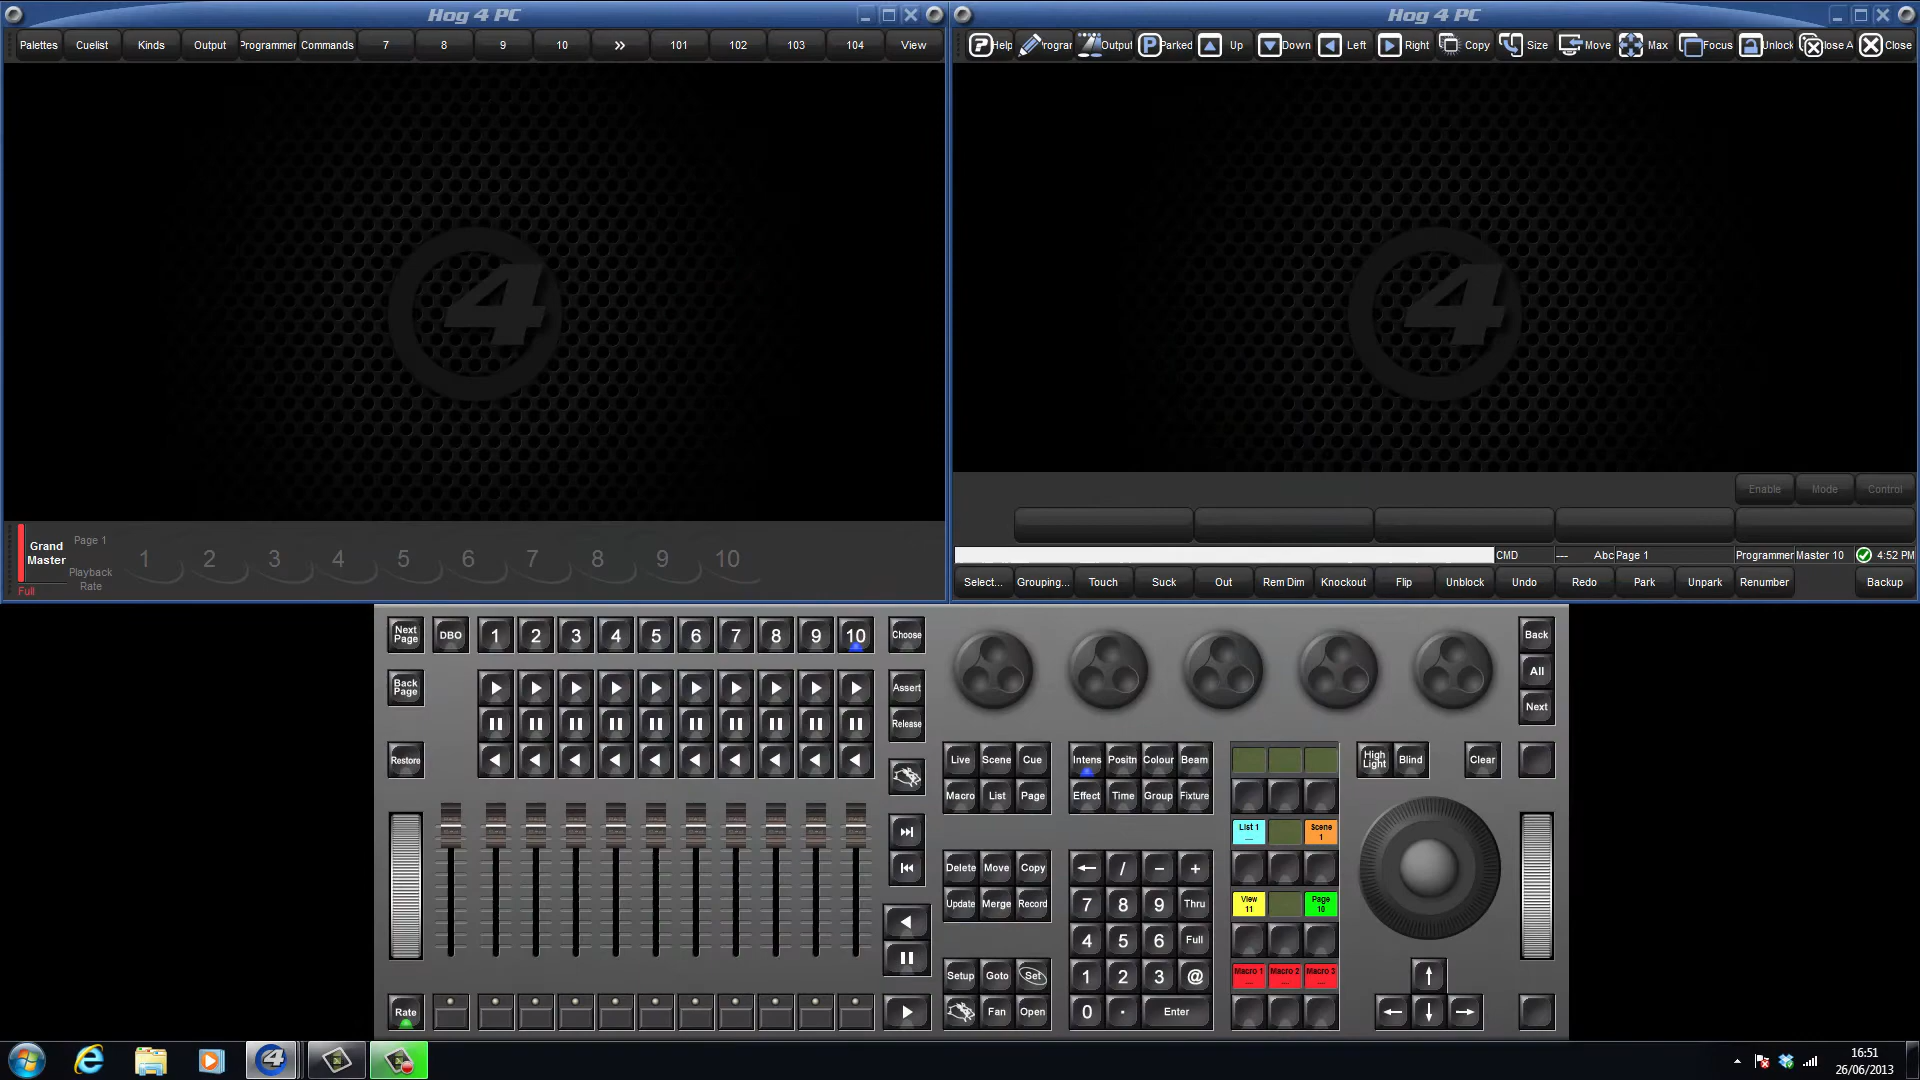 Hog 4 PC
Palettes Cuelist Kinds Output Programmer Commands 7 8 9 10 » 101 102 103 104 View
4
Grand Master
Full
Page 1
Playback Rate
1 2 3 4 5 6 7 8 9 10
Hog 4 PC
Help Progra Output Parked Up Down Left Right Copy Size Move Max Focus Unlock lose A Close
4
Enable Mode Control
CMD --- Abc Page 1 Programmer Master 10 4:52 PM
Select... Grouping... Touch Suck Out Rem Dim Knockout Flip Unblock Undo Redo Park Unpark Renumber Backup
Next Page DBO 1 2 3 4 5 6 7 8 9 10 Choose Back
All
Back Page Assert
Next
Release
Restore
Live Scene Cue Intens Positn Colour Beam High Light Blind Clear
Macro List Page Effect Time Group Fixture
List 1 .... Scene 1
Delete Move Copy ← / − +
Update Merge Record 7 8 9 Thru View 11 Page 10
4 5 6 Full
Setup Goto Set 1 2 3 @ Macro 1 .... Macro 2 .... Macro 3 ....
Rate Fan Open 0 . Enter
16:51
26/06/2013